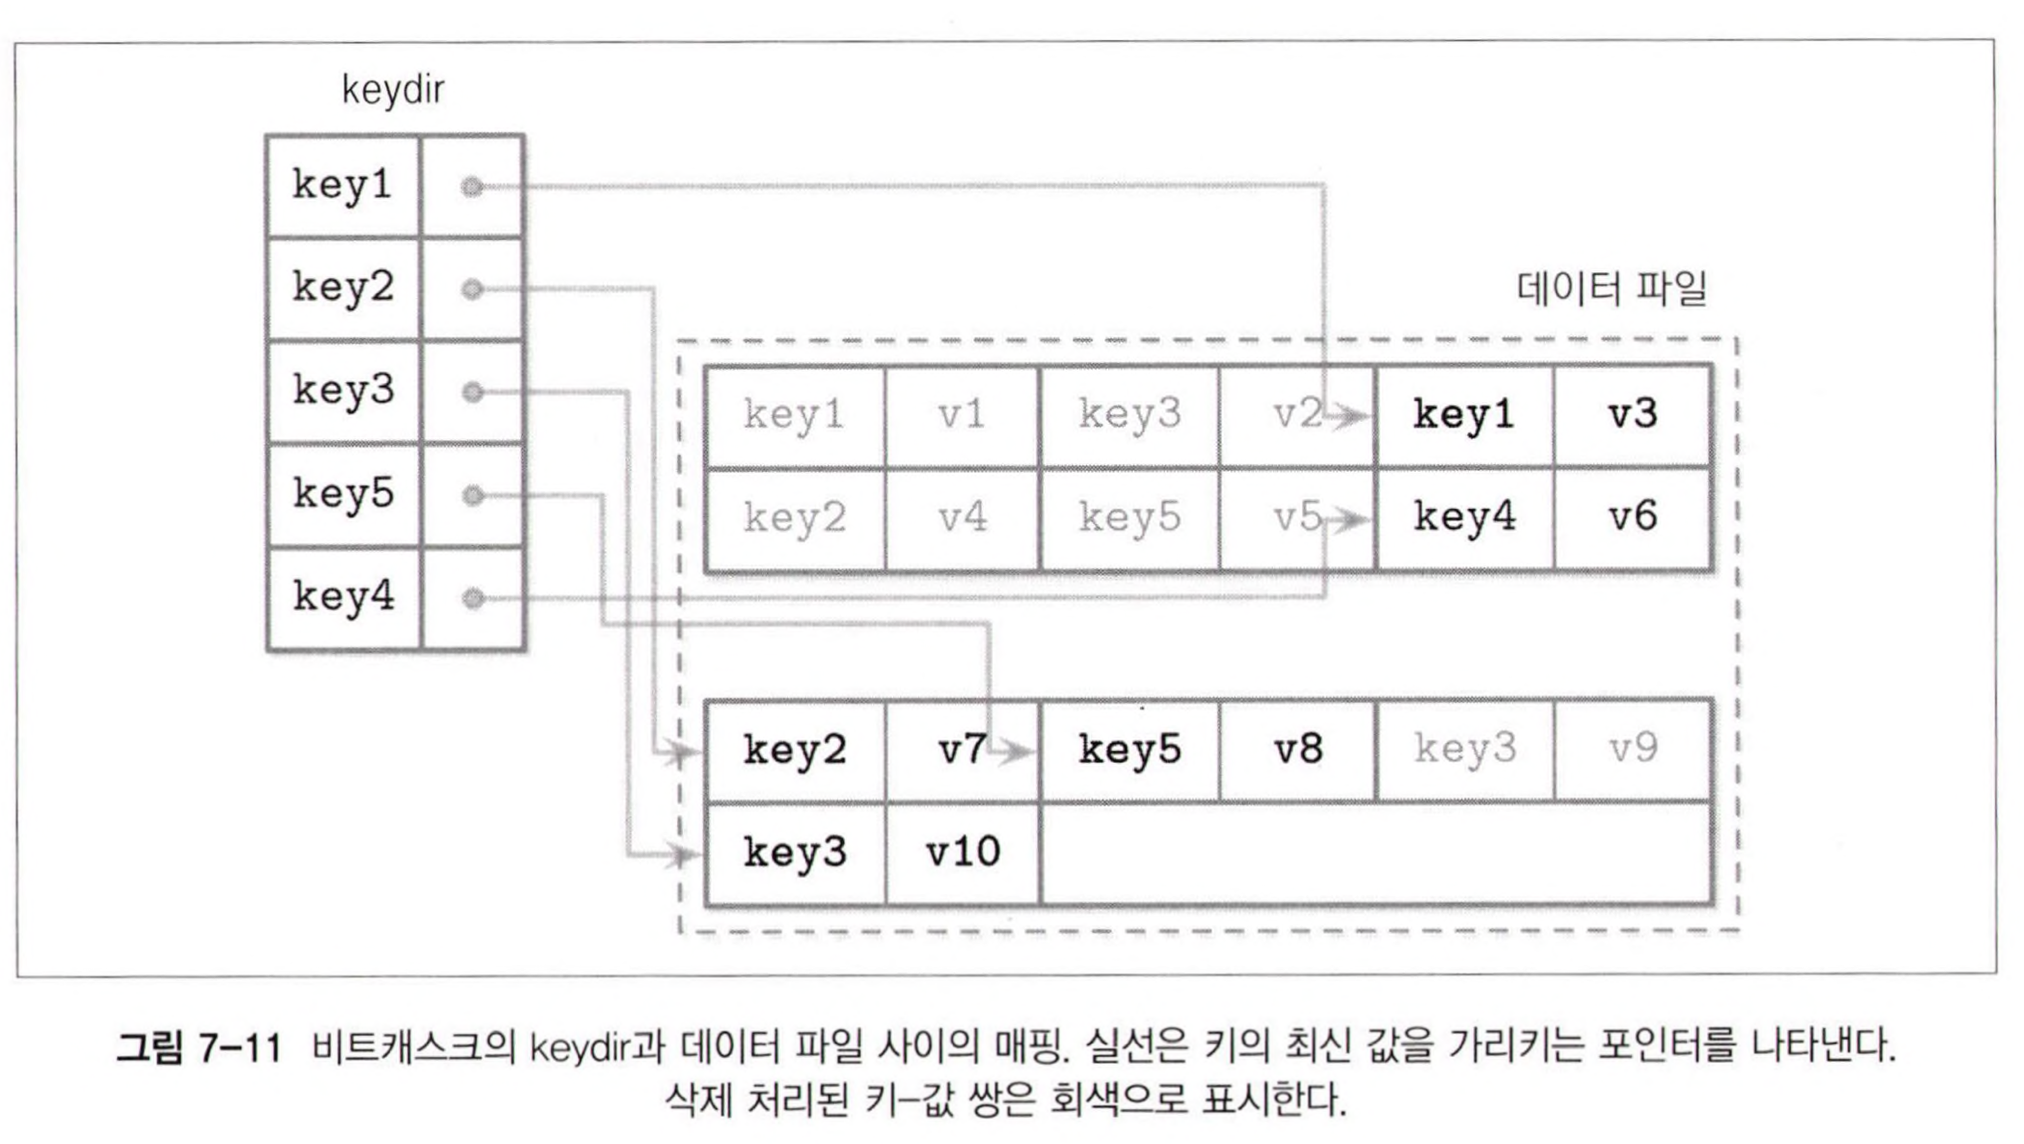 keydir
key1
key2
key3
key5
key4
데이터 파일
key1 v1 key3 v2 key1 v3
key2 v4 key5 v5 key4 v6
key2 v7 key5 v8 key3 v9
key3 v10
그림 7-11 비트캐스크의 keydir과 데이터 파일 사이의 매핑. 실선은 키의 최신 값을 가리키는 포인터를 나타낸다.
삭제 처리된 키-값 쌍은 회색으로 표시한다.